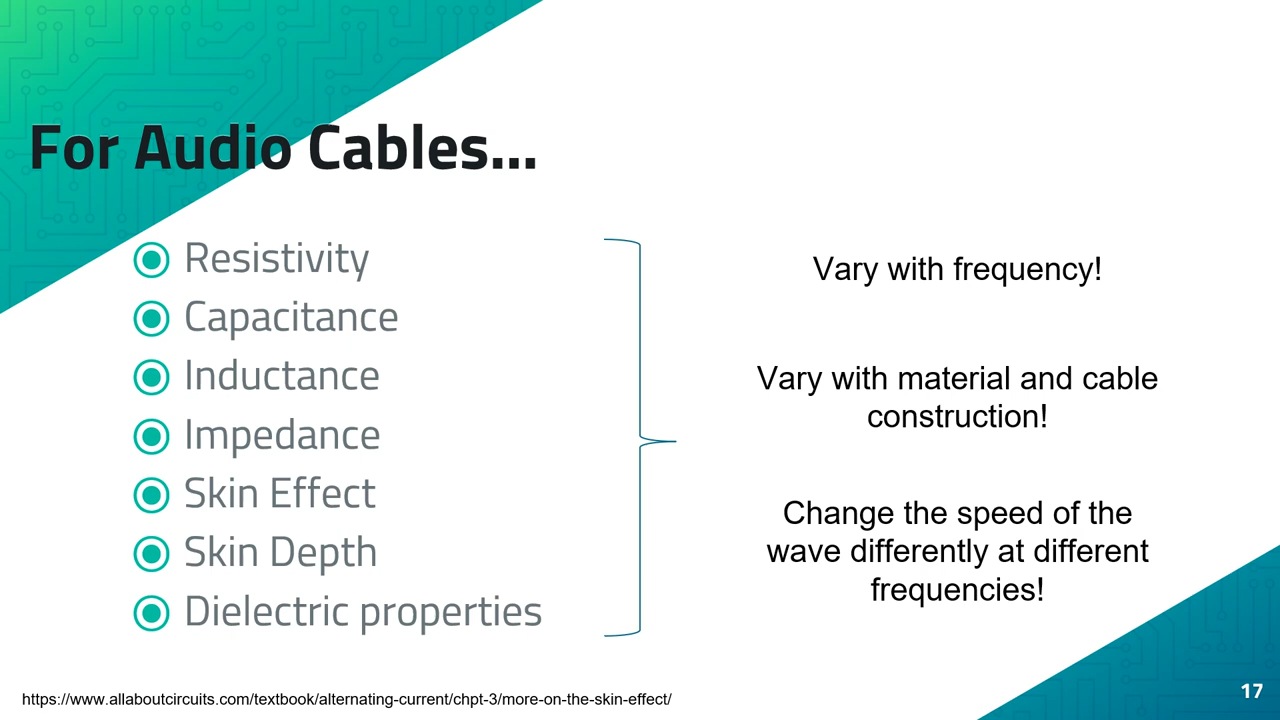 For Audio Cables...
Resistivity
Capacitance
Inductance
Impedance
Skin Effect
Skin Depth
Dielectric properties
Vary with frequency!
Vary with material and cable
construction!
Change the speed of the
wave differently at different
frequencies!
https://www.allaboutcircuits.com/textbook/alternating-current/chpt-3/more-on-the-skin-effect/
17